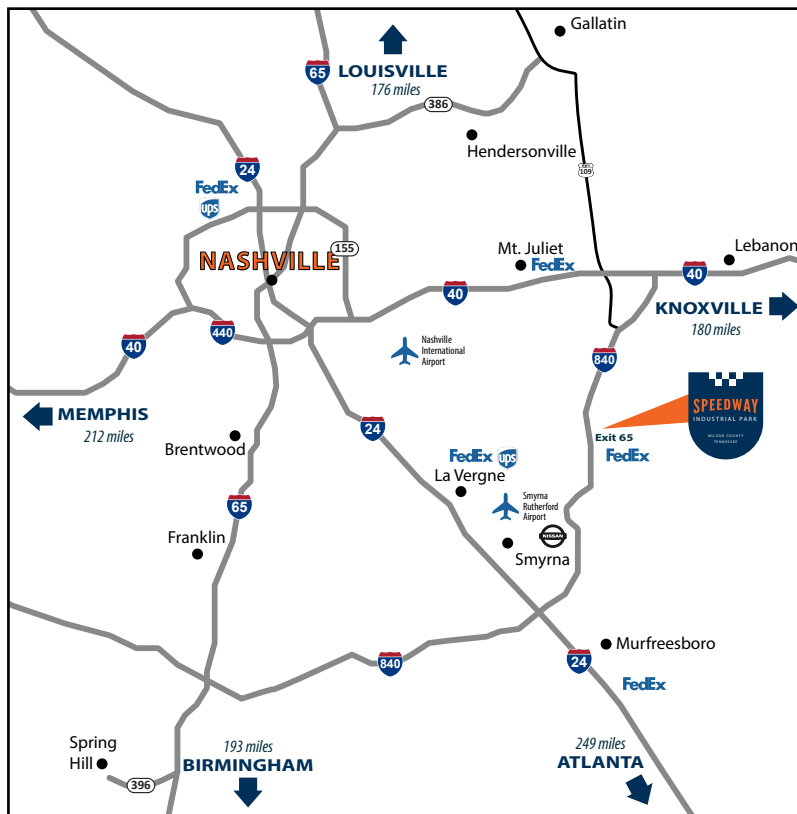 Gallatin
65
LOUISVILLE
176 miles
386
Hendersonville
24
FedEx
ups
109
155
NASHVILLE
Mt. Juliet
FedEx
Lebanon
40
40
KNOXVILLE
180 miles
440
40
Nashville
International
Airport
840
SPEEDWAY
INDUSTRIAL PARK
WILSON COUNTY
TENNESSEE
MEMPHIS
212 miles
24
Brentwood
Exit 65
FedEx
FedEx
ups
La Vergne
65
Smyrna
Rutherford
Airport
NISSAN
Franklin
Smyrna
Murfreesboro
840
24
FedEx
Spring
Hill
193 miles
BIRMINGHAM
249 miles
ATLANTA
396